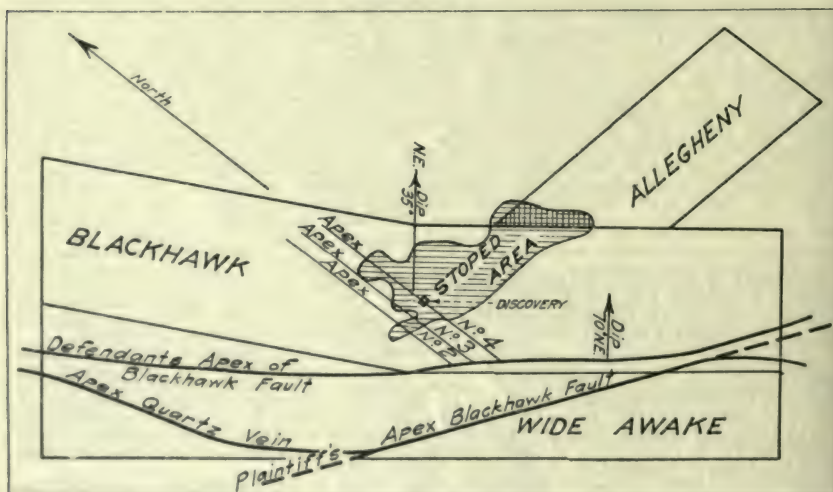 North
BLACKHAWK
ALLEGHENY
NE. Dip
35°
Apex No 4
Apex No 3
Apex No 2
STOPED
AREA
DISCOVERY
Dip
70°NE.
Defendants Apex of
Blackhawk Fault
Apex Quartz Vein
Plaintiff's Apex Blackhawk Fault
WIDE AWAKE